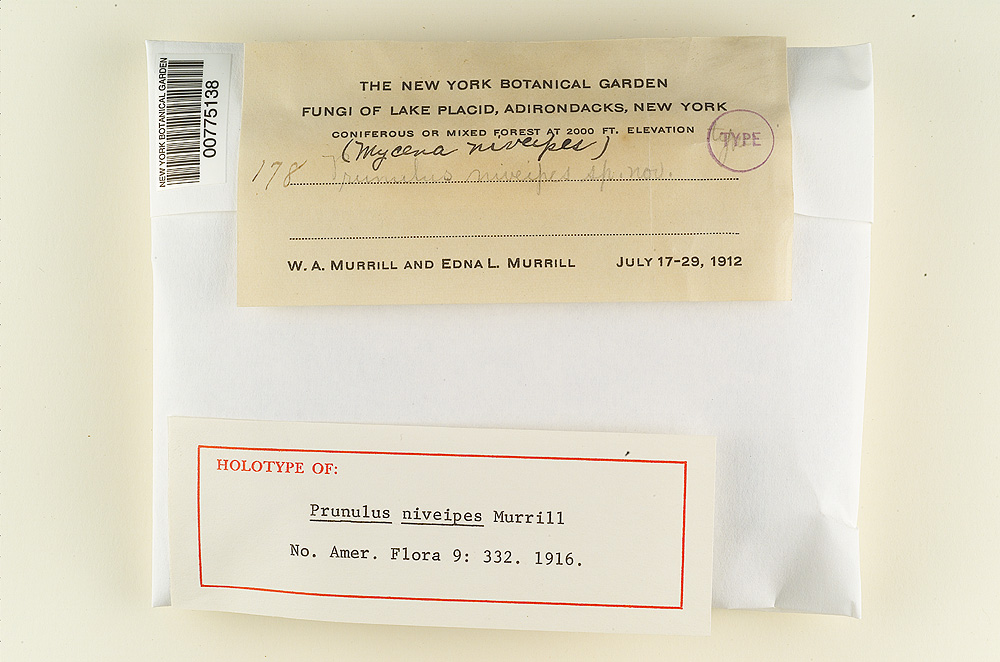 NEW YORK BOTANICAL GARDEN
00775138
THE NEW YORK BOTANICAL GARDEN
FUNGI OF LAKE PLACID, ADIRONDACKS, NEW YORK
CONIFEROUS OR MIXED FOREST AT 2000 FT. ELEVATION
type
TYPE
(Mycena niveipes)
178 Prunulus niveipes sp. nov.
W. A. MURRILL AND EDNA L. MURRILL JULY 17-29, 1912
HOLOTYPE OF:
Prunulus niveipes Murrill
No. Amer. Flora 9: 332. 1916.